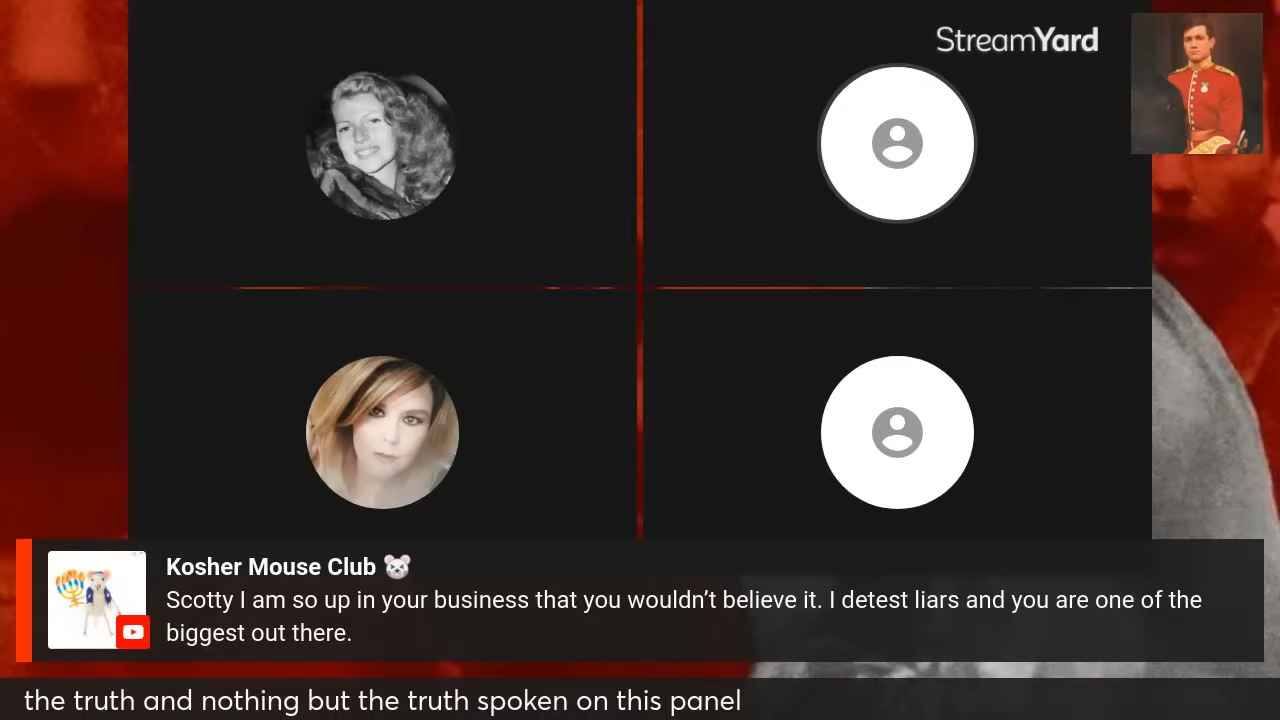 StreamYard
Kosher Mouse Club 🐭
Scotty I am so up in your business that you wouldn’t believe it. I detest liars and you are one of the
biggest out there.
the truth and nothing but the truth spoken on this panel